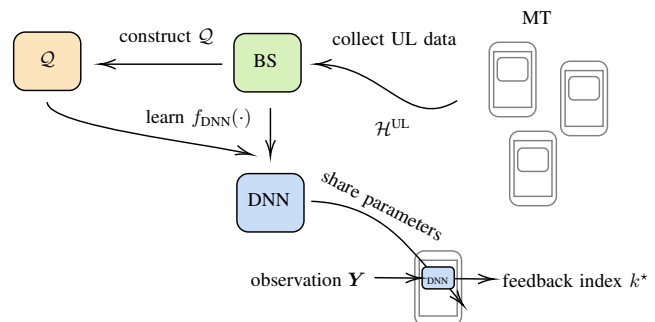 MT
construct 𝒬
collect UL data
𝒬
BS
learn f_DNN(·)
ℋ^UL
DNN
share parameters
observation Y
DNN
feedback index k⋆